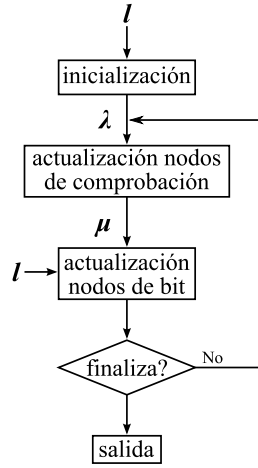 l
inicialización
λ
actualización nodos
de comprobación
μ
l
actualización
nodos de bit
finaliza?
No
salida